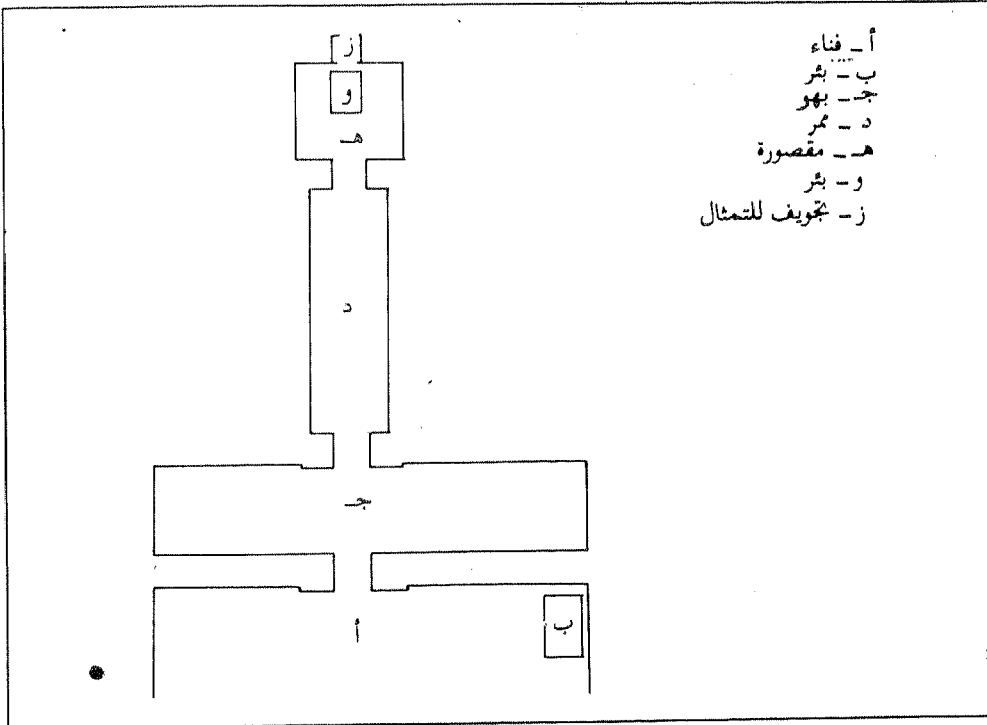 أ ـ فناء
ب ـ بئر
جـ ـ بهو
د ـ ممر
هـ ـ مقصورة
و ـ بئر
ز ـ تجويف للتمثال
ز
و
هـ
د
جـ
أ
ب